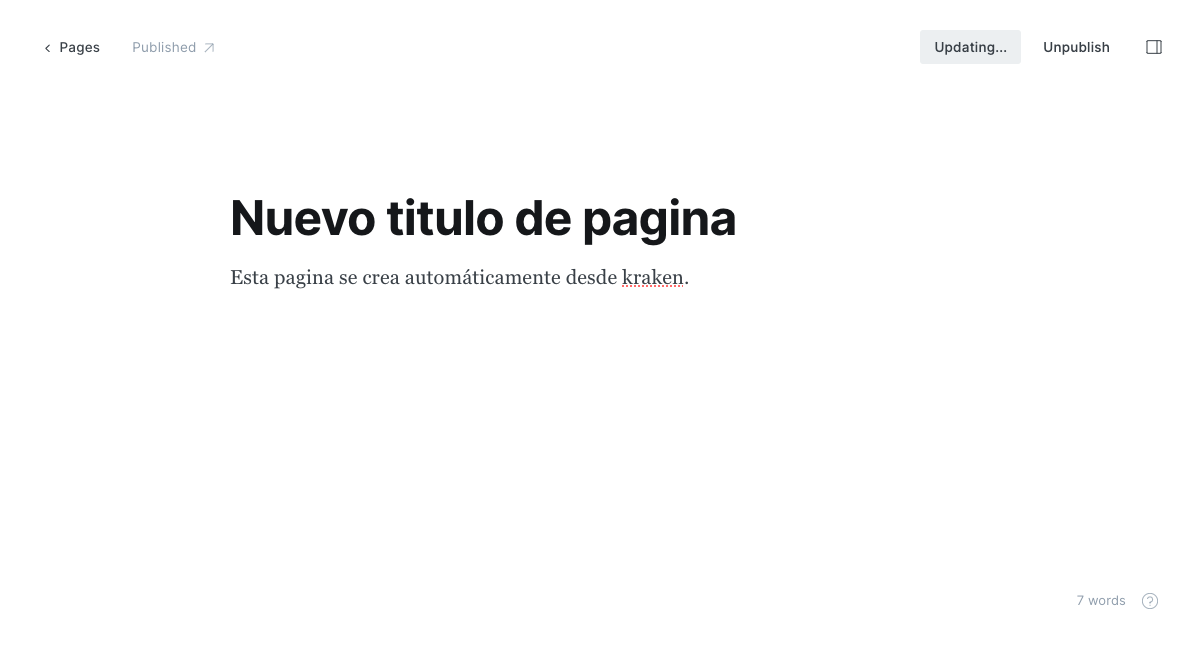 Pages
Published
Updating...
Unpublish
Nuevo titulo de pagina
Esta pagina se crea automáticamente desde kraken.
7 words
?